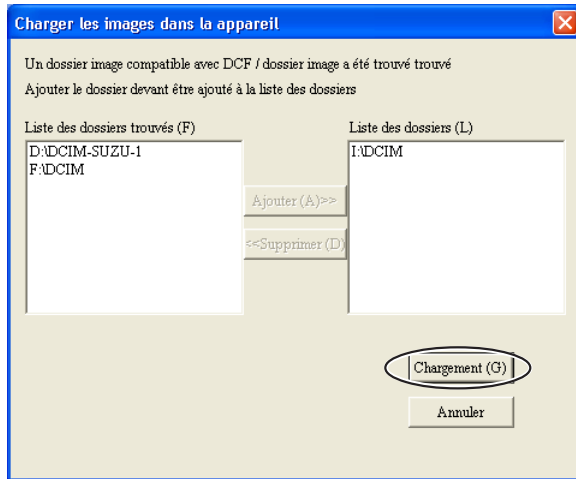 Charger les images dans la appareil
Un dossier image compatible avec DCF / dossier image a été trouvé trouvé
Ajouter le dossier devant être ajouté à la liste des dossiers
Liste des dossiers trouvés (F)
Liste des dossiers (L)
D:\DCIM-SUZU-1
F:\DCIM
I:\DCIM
Ajouter (A)>>
<<Supprimer (D)
Chargement (G)
Annuler